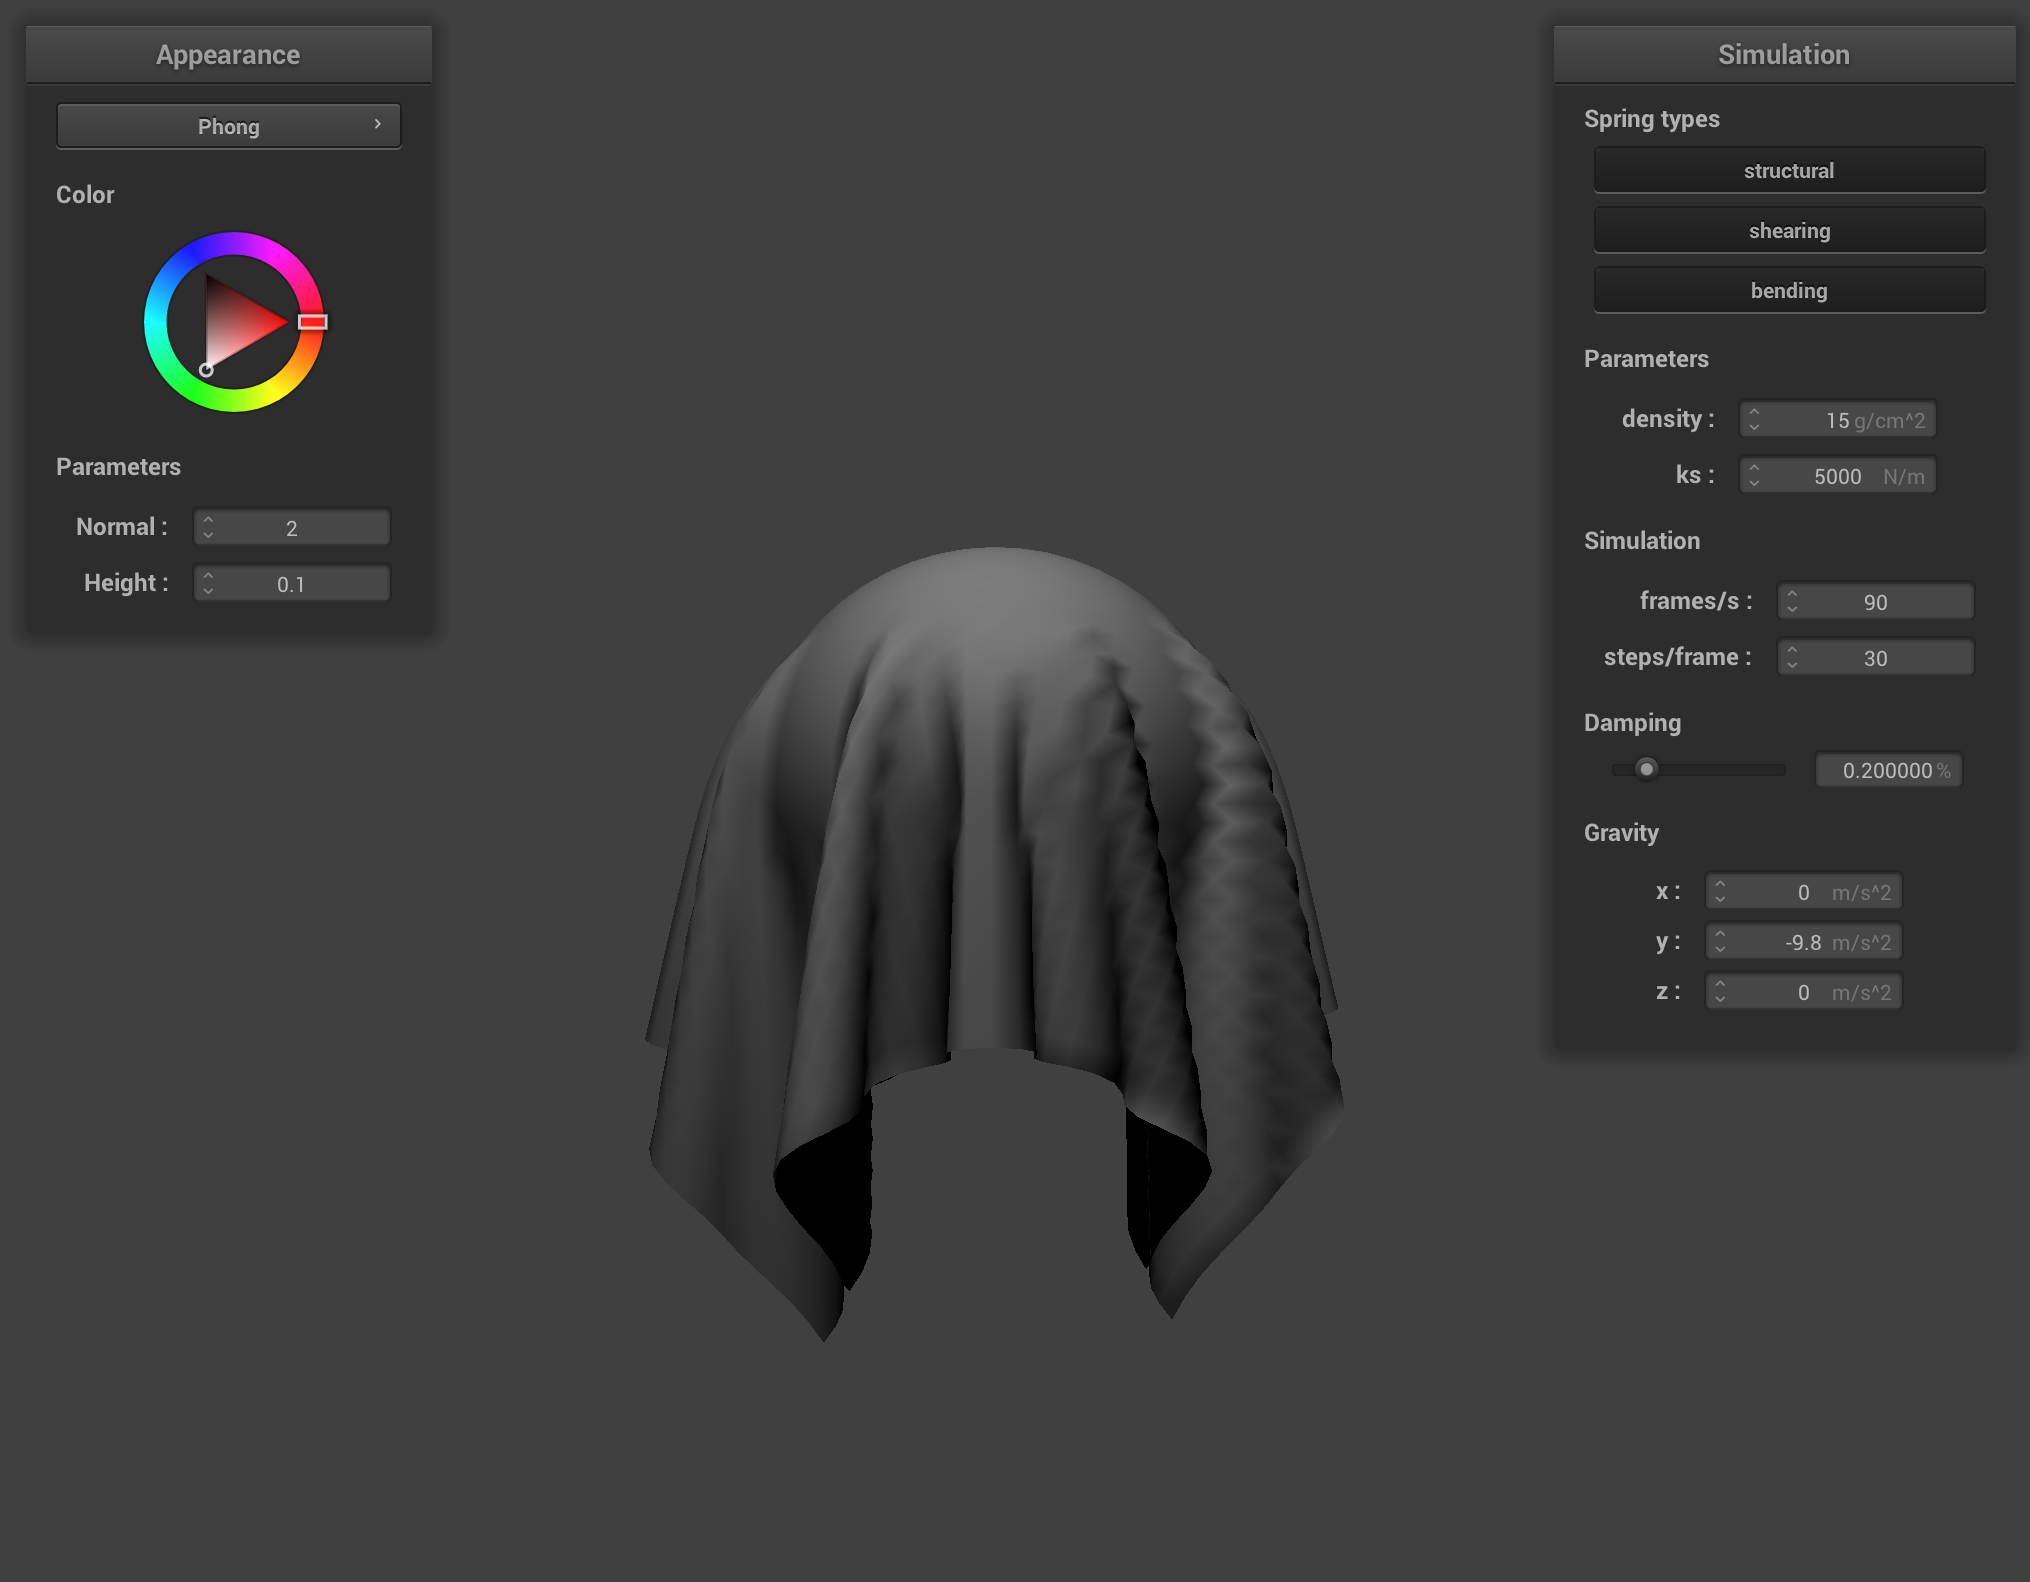 Appearance
Phong
Color
Parameters
Normal : 2
Height : 0.1
Simulation
Spring types
structural
shearing
bending
Parameters
density : 15 g/cm^2
ks : 5000 N/m
Simulation
frames/s : 90
steps/frame : 30
Damping
0.200000 %
Gravity
x : 0 m/s^2
y : -9.8 m/s^2
z : 0 m/s^2